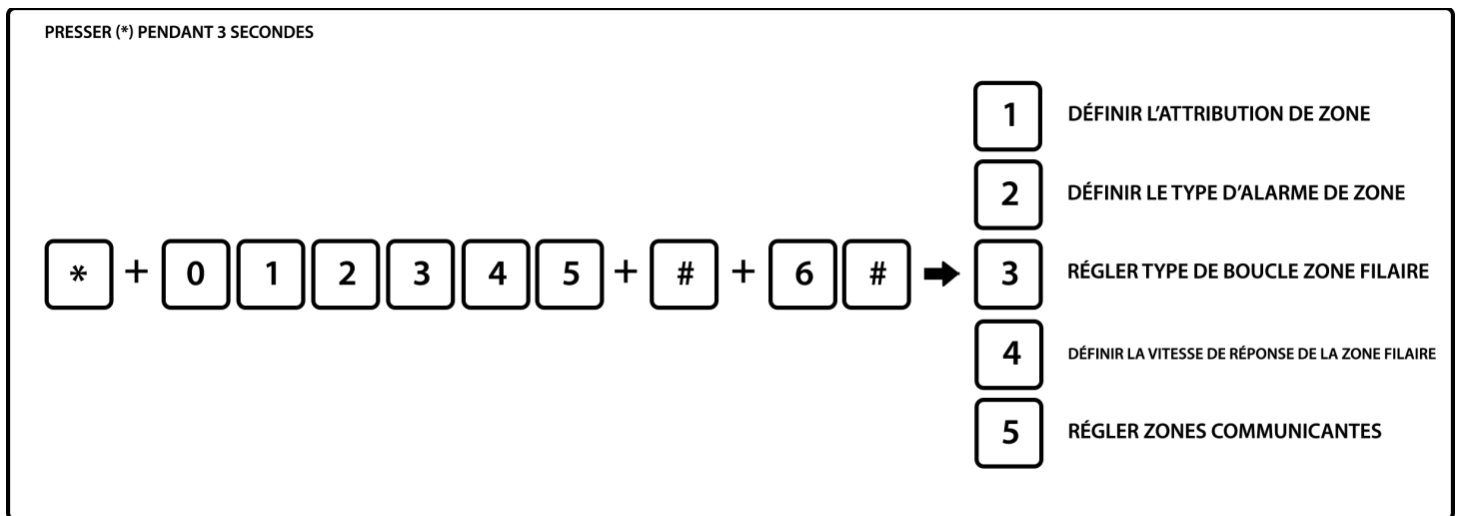 PRESSER (*) PENDANT 3 SECONDES
1 DÉFINIR L'ATTRIBUTION DE ZONE
2 DÉFINIR LE TYPE D'ALARME DE ZONE
* + 0 1 2 3 4 5 + # + 6 # ➡ 3 RÉGLER TYPE DE BOUCLE ZONE FILAIRE
4 DÉFINIR LA VITESSE DE RÉPONSE DE LA ZONE FILAIRE
5 RÉGLER ZONES COMMUNICANTES